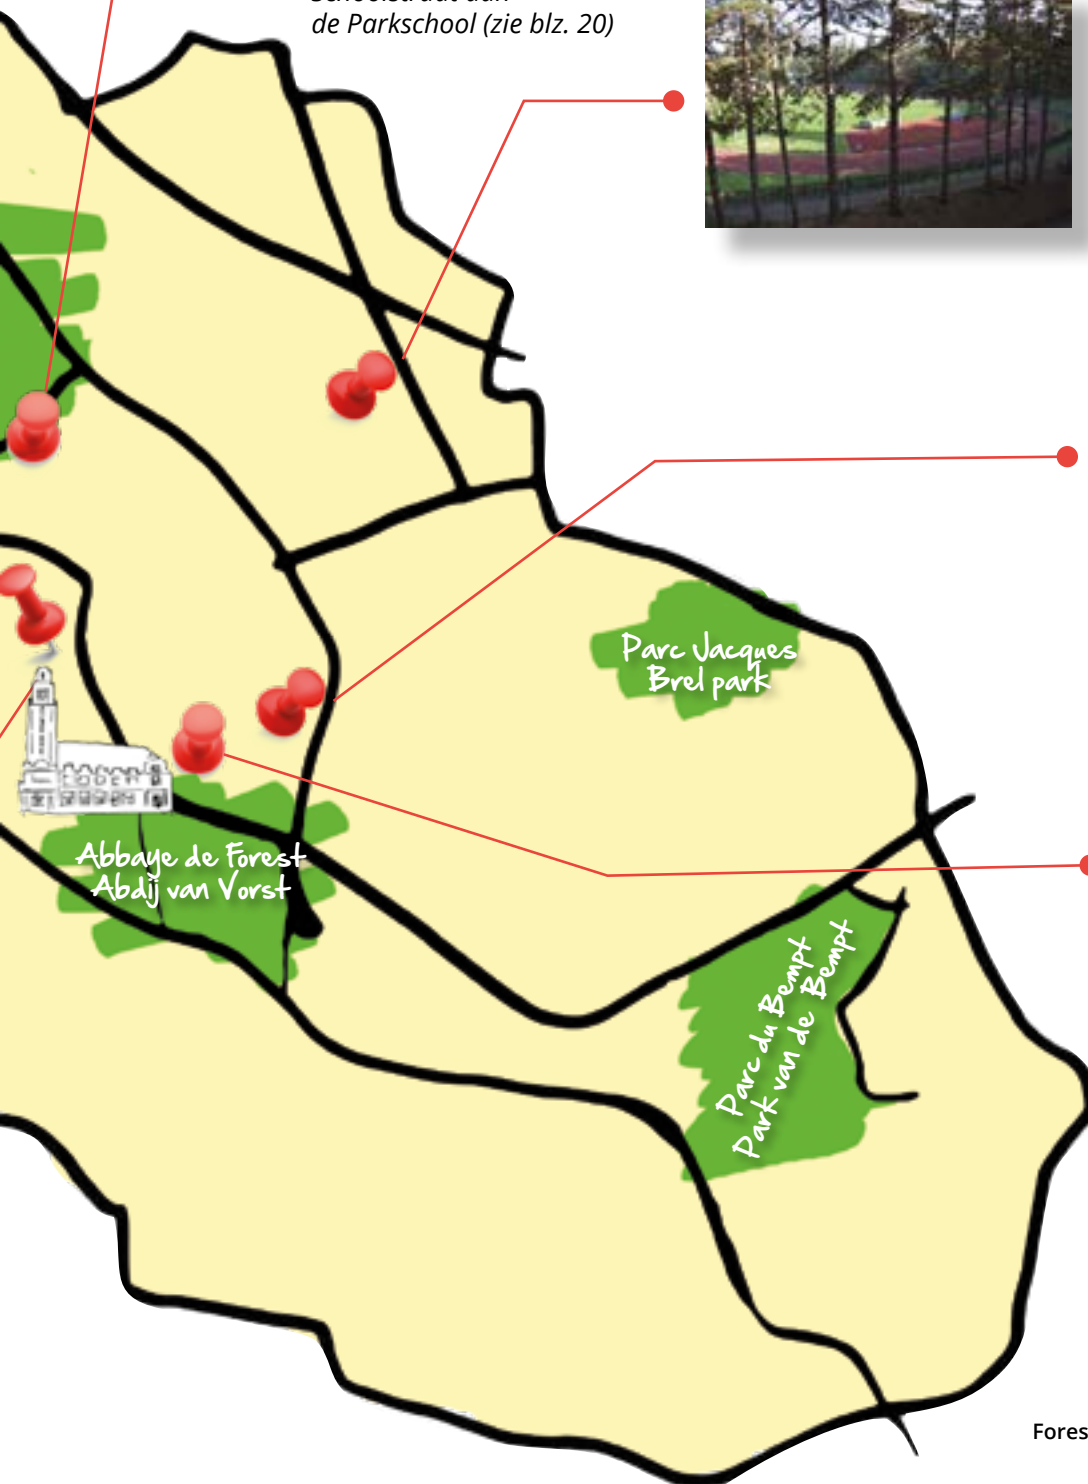 de Parkschool (zie blz. 20)
Parc Jacques
Brel park
Abbaye de Forest
Abdij van Vorst
Parc du Bempt
Park van de Bempt
Fores